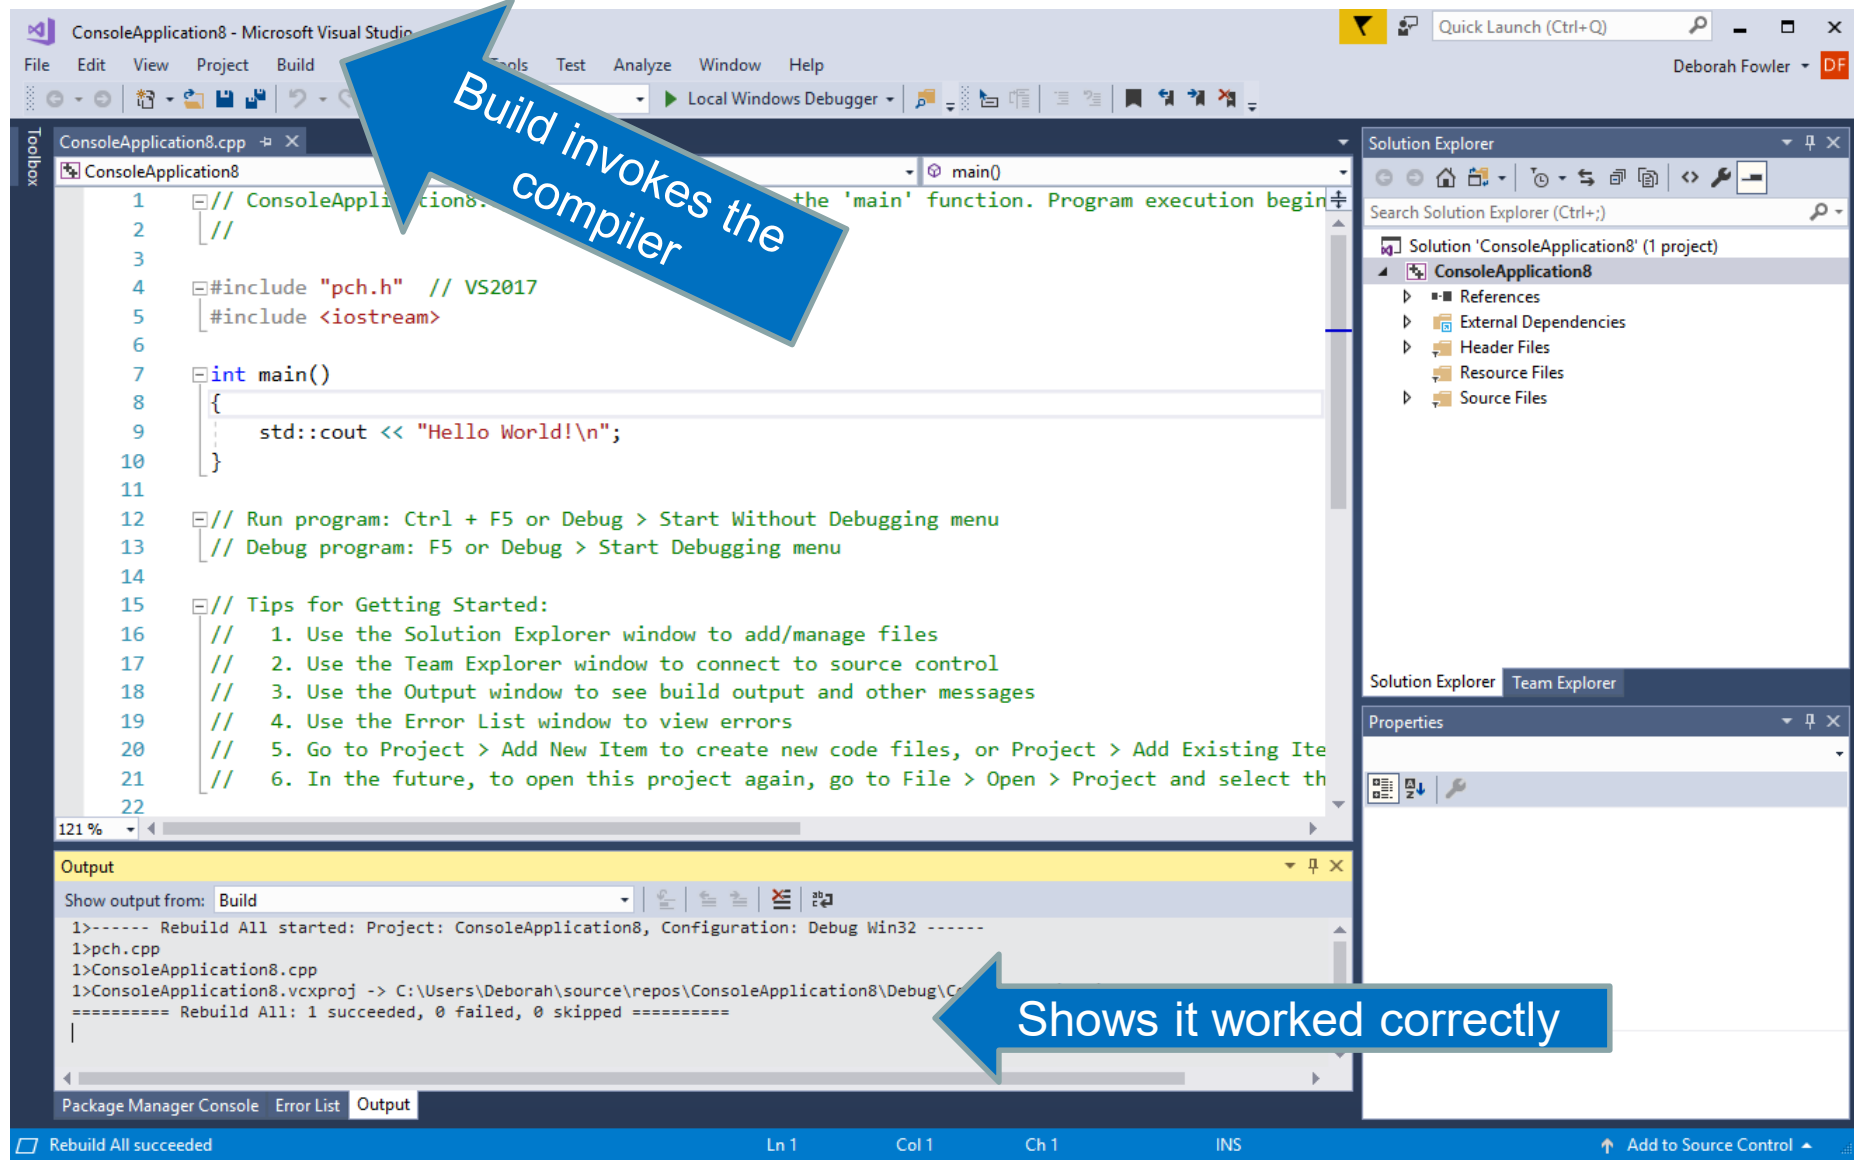 ConsoleApplication8 - Microsoft Visual Studio
Quick Launch (Ctrl+Q)
File Edit View Project Build Tools Test Analyze Window Help
Deborah Fowler DF
Local Windows Debugger
Build invokes the
compiler
Toolbox
ConsoleApplication8.cpp
ConsoleApplication8
main()
1 // ConsoleApplication8. the 'main' function. Program execution begin
2 //
3
4 #include "pch.h" // VS2017
5 #include <iostream>
6
7 int main()
8 {
9 std::cout << "Hello World!\n";
10 }
11
12 // Run program: Ctrl + F5 or Debug > Start Without Debugging menu
13 // Debug program: F5 or Debug > Start Debugging menu
14
15 // Tips for Getting Started:
16 // 1. Use the Solution Explorer window to add/manage files
17 // 2. Use the Team Explorer window to connect to source control
18 // 3. Use the Output window to see build output and other messages
19 // 4. Use the Error List window to view errors
20 // 5. Go to Project > Add New Item to create new code files, or Project > Add Existing Ite
21 // 6. In the future, to open this project again, go to File > Open > Project and select th
22
121 %
Solution Explorer
Search Solution Explorer (Ctrl+;)
Solution 'ConsoleApplication8' (1 project)
ConsoleApplication8
References
External Dependencies
Header Files
Resource Files
Source Files
Solution Explorer Team Explorer
Properties
Output
Show output from: Build
1>------ Rebuild All started: Project: ConsoleApplication8, Configuration: Debug Win32 ------
1>pch.cpp
1>ConsoleApplication8.cpp
1>ConsoleApplication8.vcxproj -> C:\Users\Deborah\source\repos\ConsoleApplication8\Debug\Co
========== Rebuild All: 1 succeeded, 0 failed, 0 skipped ==========
Shows it worked correctly
Package Manager Console Error List Output
Rebuild All succeeded Ln 1 Col 1 Ch 1 INS Add to Source Control